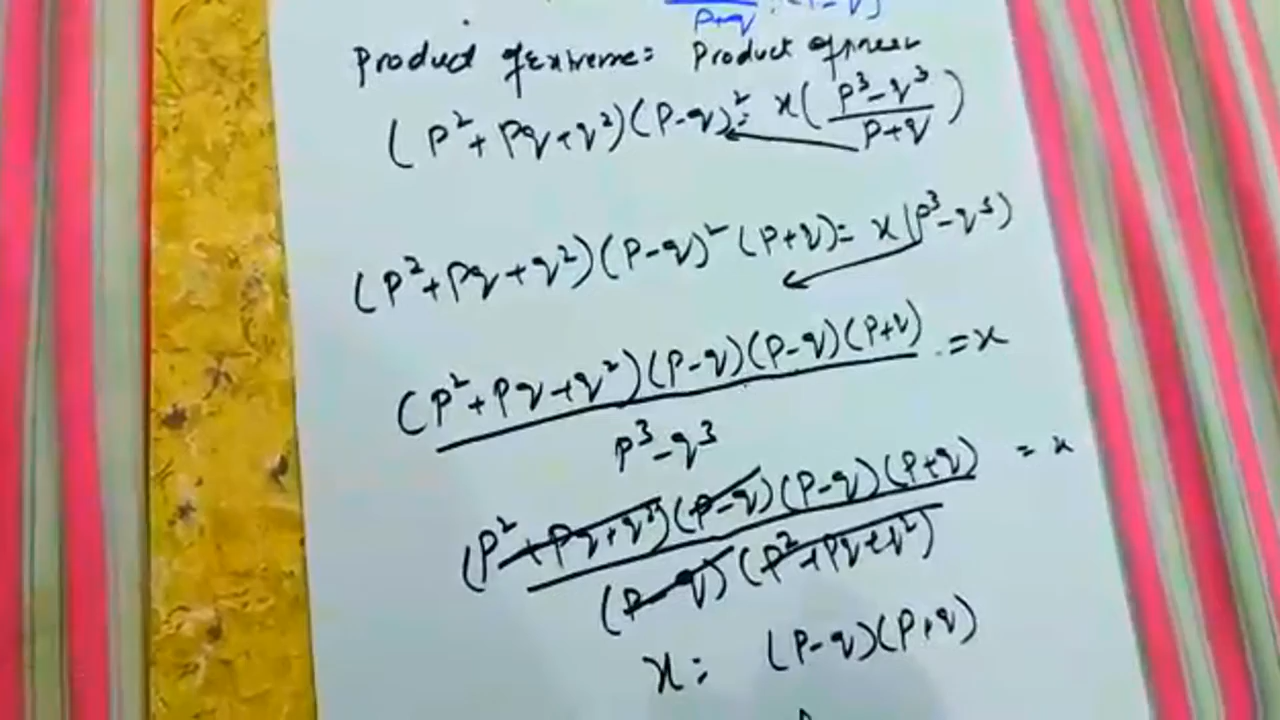 p+q : (p-q)
Product of Extreme = Product of mean
(p²+pq+q²)(p-q)² = x(p³-q³/p+q)
(p²+pq+q²)(p-q)²(p+q) = x(p³-q³)
(p²+pq+q²)(p-q)(p-q)(p+q) = x
p³-q³
(p²+pq+q²)(p-q)(p-q)(p+q) = x
(p-q)(p²+pq+q²)
x = (p-q)(p+q)